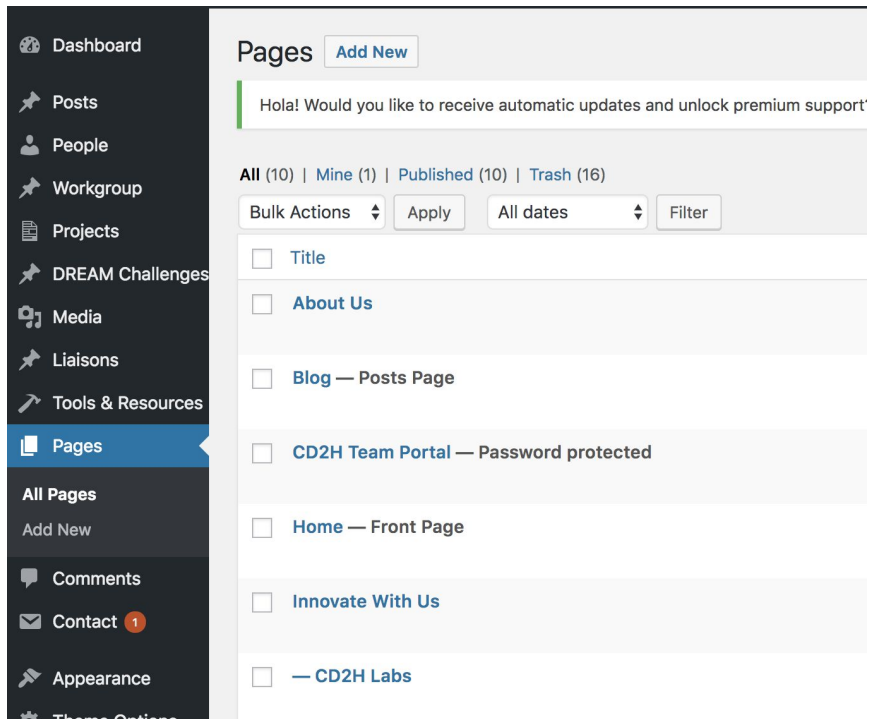 Dashboard
Posts
People
Workgroup
Projects
DREAM Challenges
Media
Liaisons
Tools & Resources
Pages
All Pages
Add New
Comments
Contact 1
Appearance
Theme Options
Pages Add New
Hola! Would you like to receive automatic updates and unlock premium support?
All (10) | Mine (1) | Published (10) | Trash (16)
Bulk Actions Apply All dates Filter
Title
About Us
Blog — Posts Page
CD2H Team Portal — Password protected
Home — Front Page
Innovate With Us
— CD2H Labs